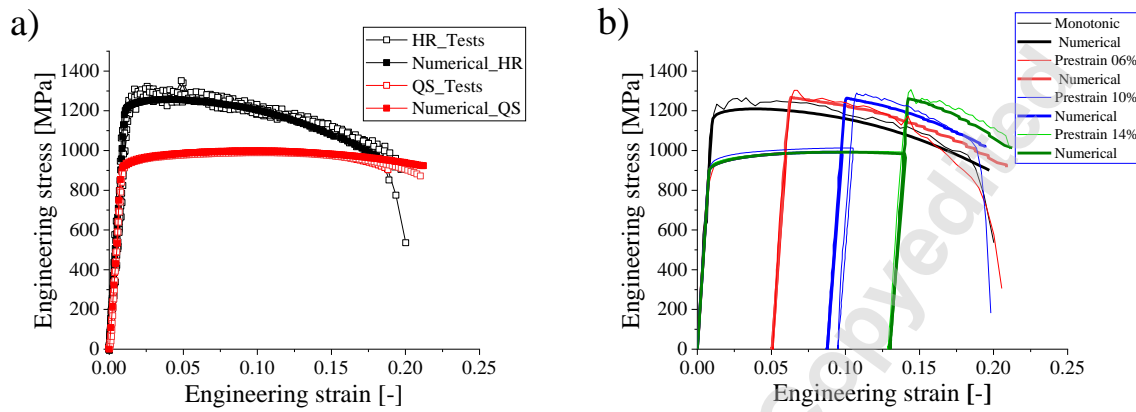 a)
HR_Tests
Numerical_HR
QS_Tests
Numerical_QS
1400
1200
1000
800
600
400
200
0
Engineering stress [MPa]
0.00 0.05 0.10 0.15 0.20 0.25
Engineering strain [-]
b)
Monotonic
Numerical
Prestrain 06%
Numerical
Prestrain 10%
Numerical
Prestrain 14%
Numerical
1400
1200
1000
800
600
400
200
0
Engineering stress [MPa]
0.00 0.05 0.10 0.15 0.20 0.25
Engineering strain [-]
Copyedited